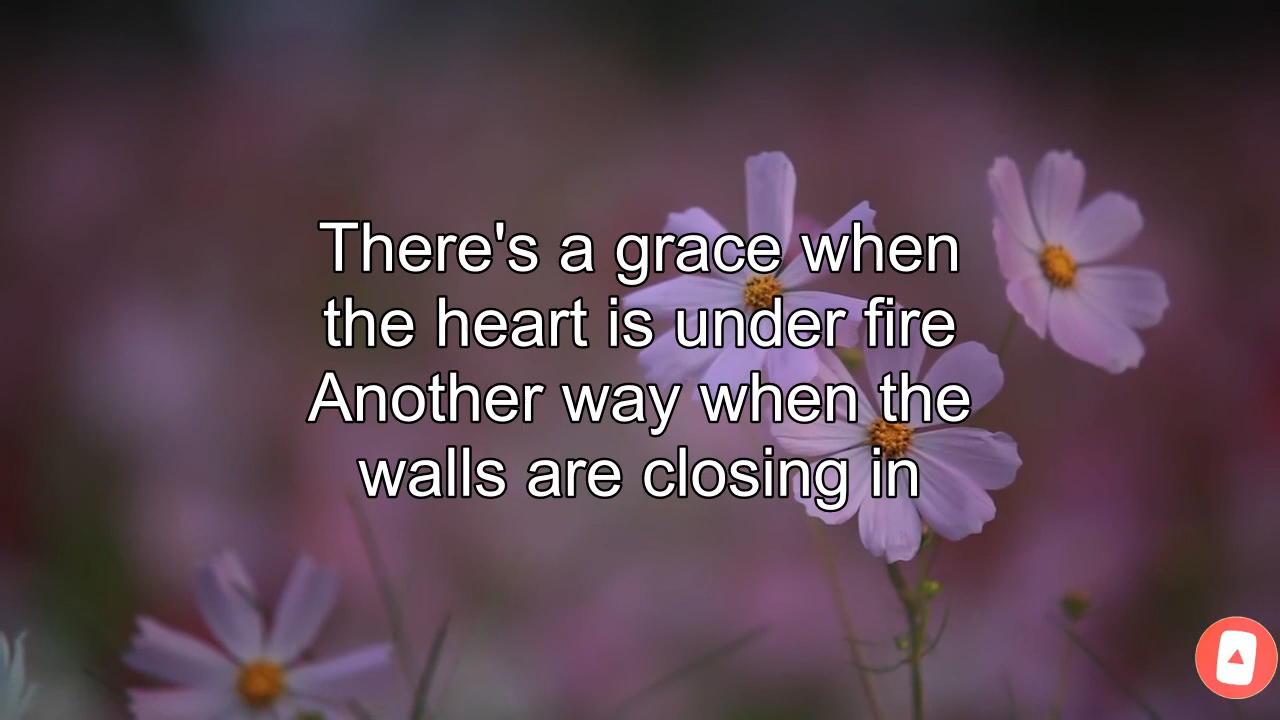 There's a grace when
the heart is under fire
Another way when the
walls are closing in